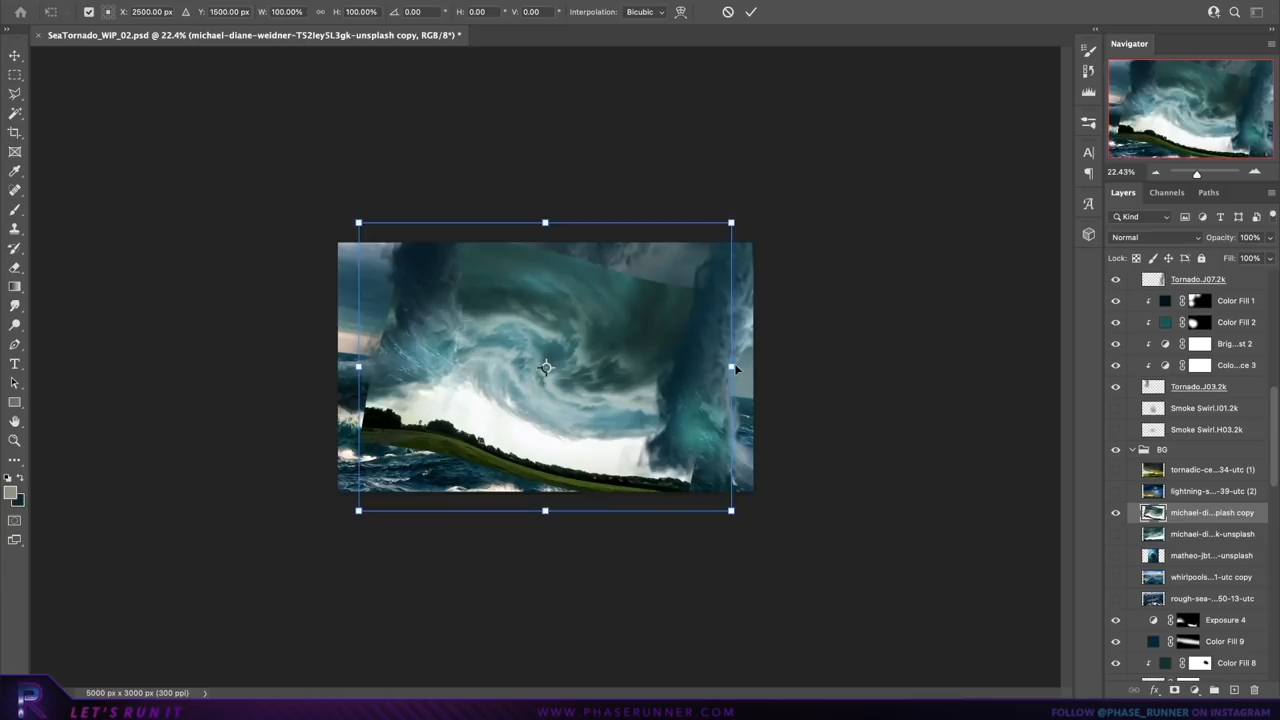 X: 2500.00 px Y: 1500.00 px W: 100.00% H: 100.00% 0.00 H: 0.00 V: 0.00 Interpolation: Bicubic
SeaTornado_WIP_02.psd @ 22.4% (michael-diane-weidner-T52Iey5L3gk-unsplash copy, RGB/8*) *
Navigator
22.43%
Layers Channels Paths
Kind
Normal Opacity: 100%
Lock: Fill: 100%
Tornado.J07.2k
Color Fill 1
Color Fill 2
Brig...st 2
Colo...ce 3
Tornado.J03.2k
Smoke Swirl.I01.2k
Smoke Swirl.H03.2k
BG
tornadic-ce...34-utc (1)
lightning-s...-39-utc (2)
michael-di...plash copy
michael-di...k-unsplash
matheo-jbt...-unsplash
whirlpools...1-utc copy
rough-sea-...50-13-utc
Exposure 4
Color Fill 9
Color Fill 8
5000 px x 3000 px (300 ppi)
LET'S RUN IT WWW.PHASERUNNER.COM FOLLOW @PHASE_RUNNER ON INSTAGRAM